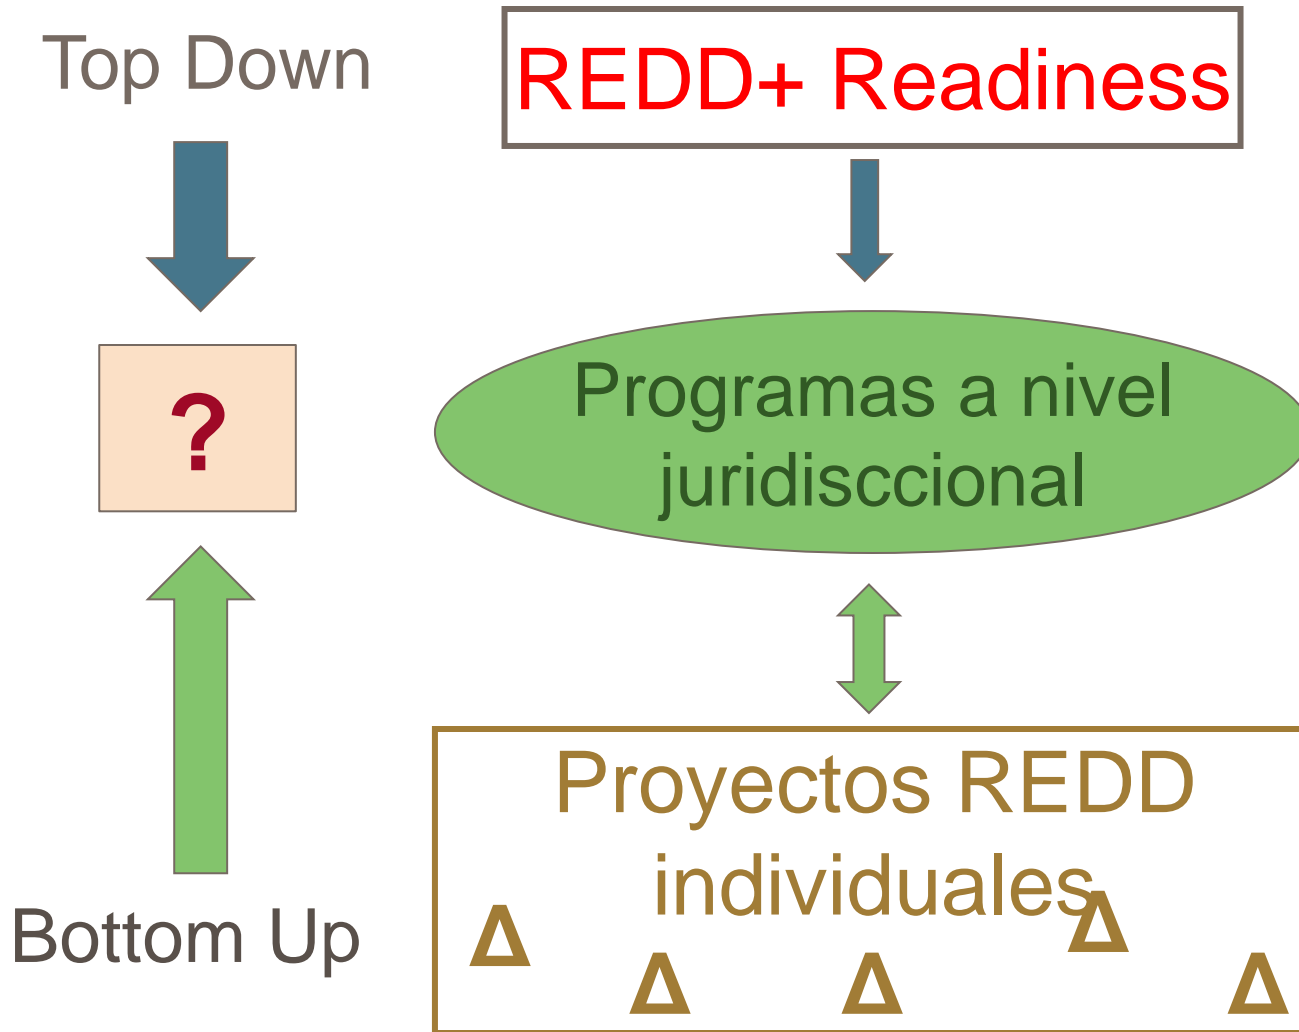 Top Down
REDD+ Readiness
?
Programas a nivel
juridisccional
Proyectos REDD
individuales
Δ
Δ
Δ
Δ
Δ
Bottom Up